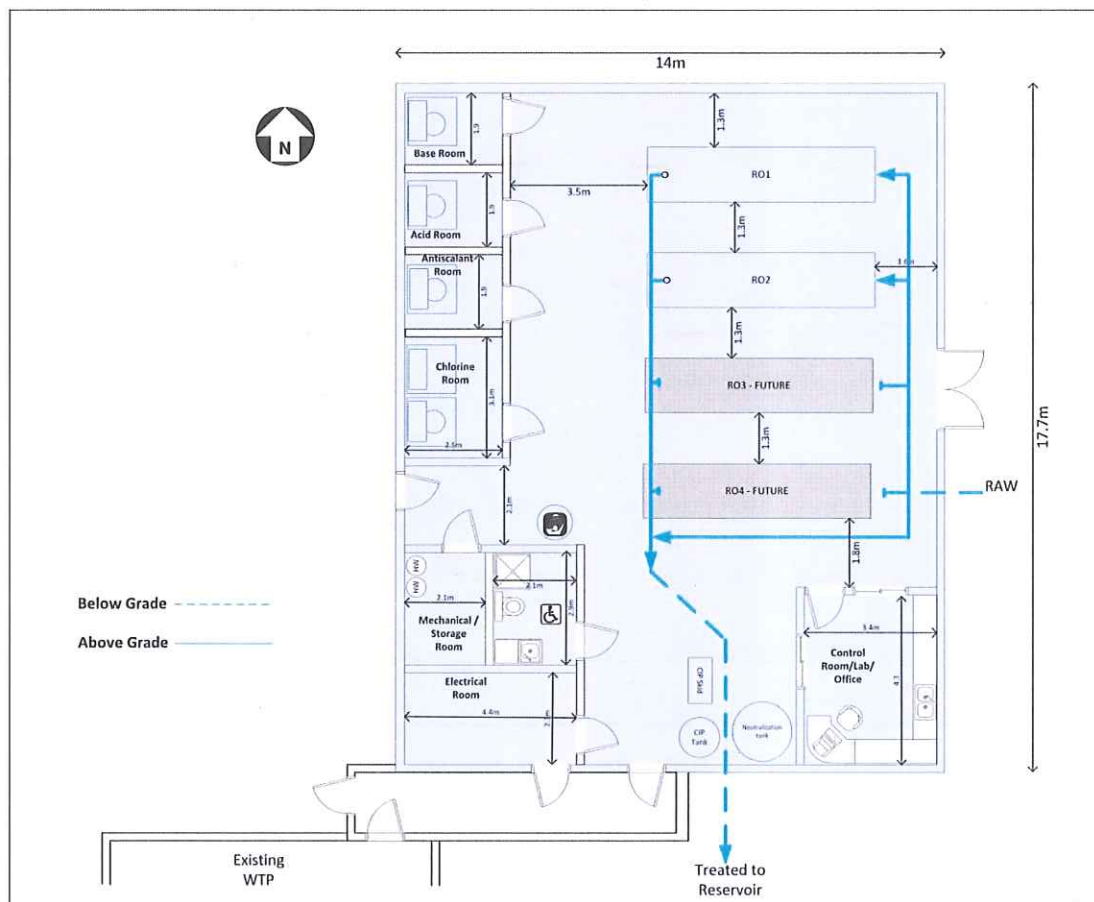 14m
N
1.9
Base Room
1.3m
RO1
3.5m
1.9
Acid Room
1.3m
Antiscalant
Room
1.9
RO2
1.3m
Chlorine
Room
3.1m
2.5m
RO3 - FUTURE
1.3m
17.7m
RO4 - FUTURE
RAW
2.1m
1.8m
HW
HW
2.1m
2.1m
2.9m
Mechanical /
Storage
Room
Below Grade
Above Grade
3.4m
Control
Room/Lab/
Office
4.3
Electrical
Room
4.4m
CIP Skid
CIP
Tank
Neutralization
tank
Existing
WTP
Treated to
Reservoir